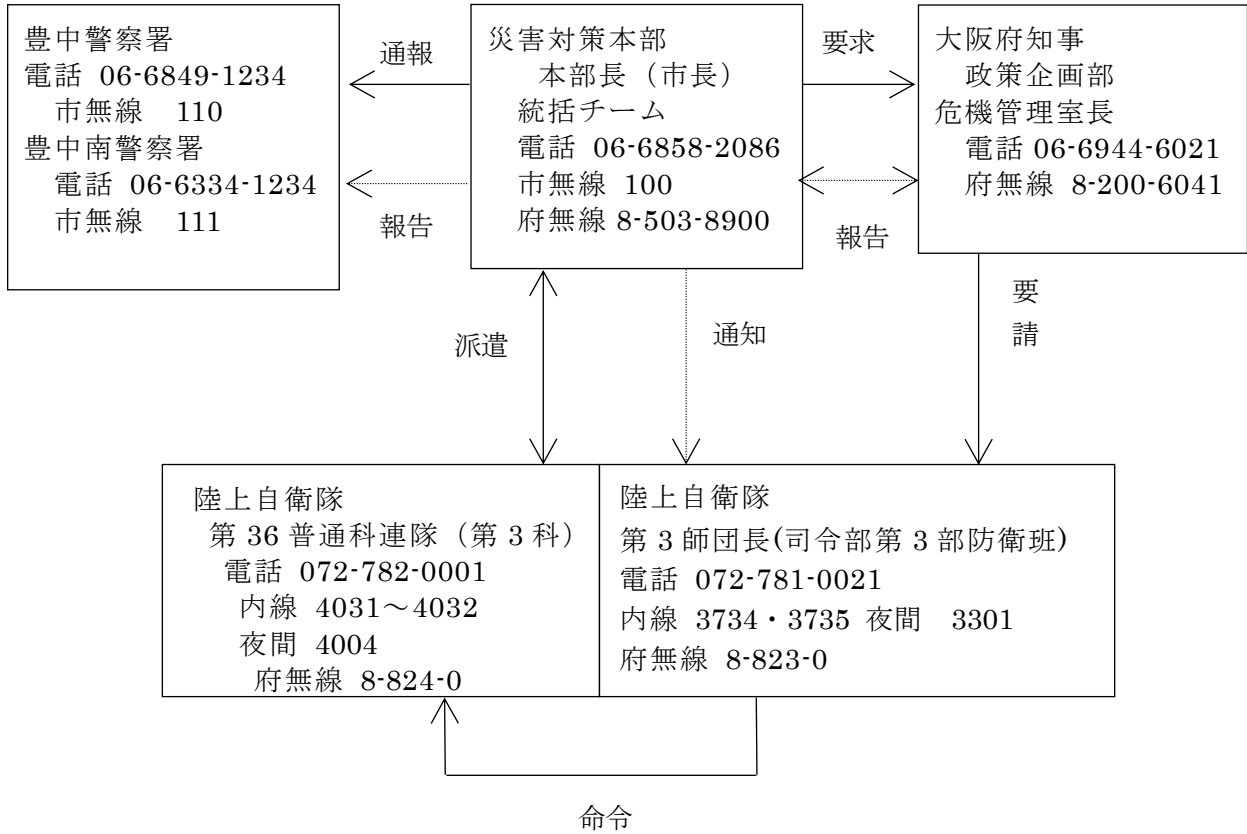 豊中警察署
電話 06-6849-1234
市無線 110
豊中南警察署
電話 06-6334-1234
市無線 111
通報
報告
災害対策本部
本部長（市長）
統括チーム
電話 06-6858-2086
市無線 100
府無線 8-503-8900
要求
報告
大阪府知事
政策企画部
危機管理室長
電話 06-6944-6021
府無線 8-200-6041
派遣
通知
要
請
陸上自衛隊
第 36 普通科連隊（第 3 科）
電話 072-782-0001
内線 4031～4032
夜間 4004
府無線 8-824-0
陸上自衛隊
第 3 師団長(司令部第 3 部防衛班)
電話 072-781-0021
内線 3734・3735 夜間 3301
府無線 8-823-0
命令